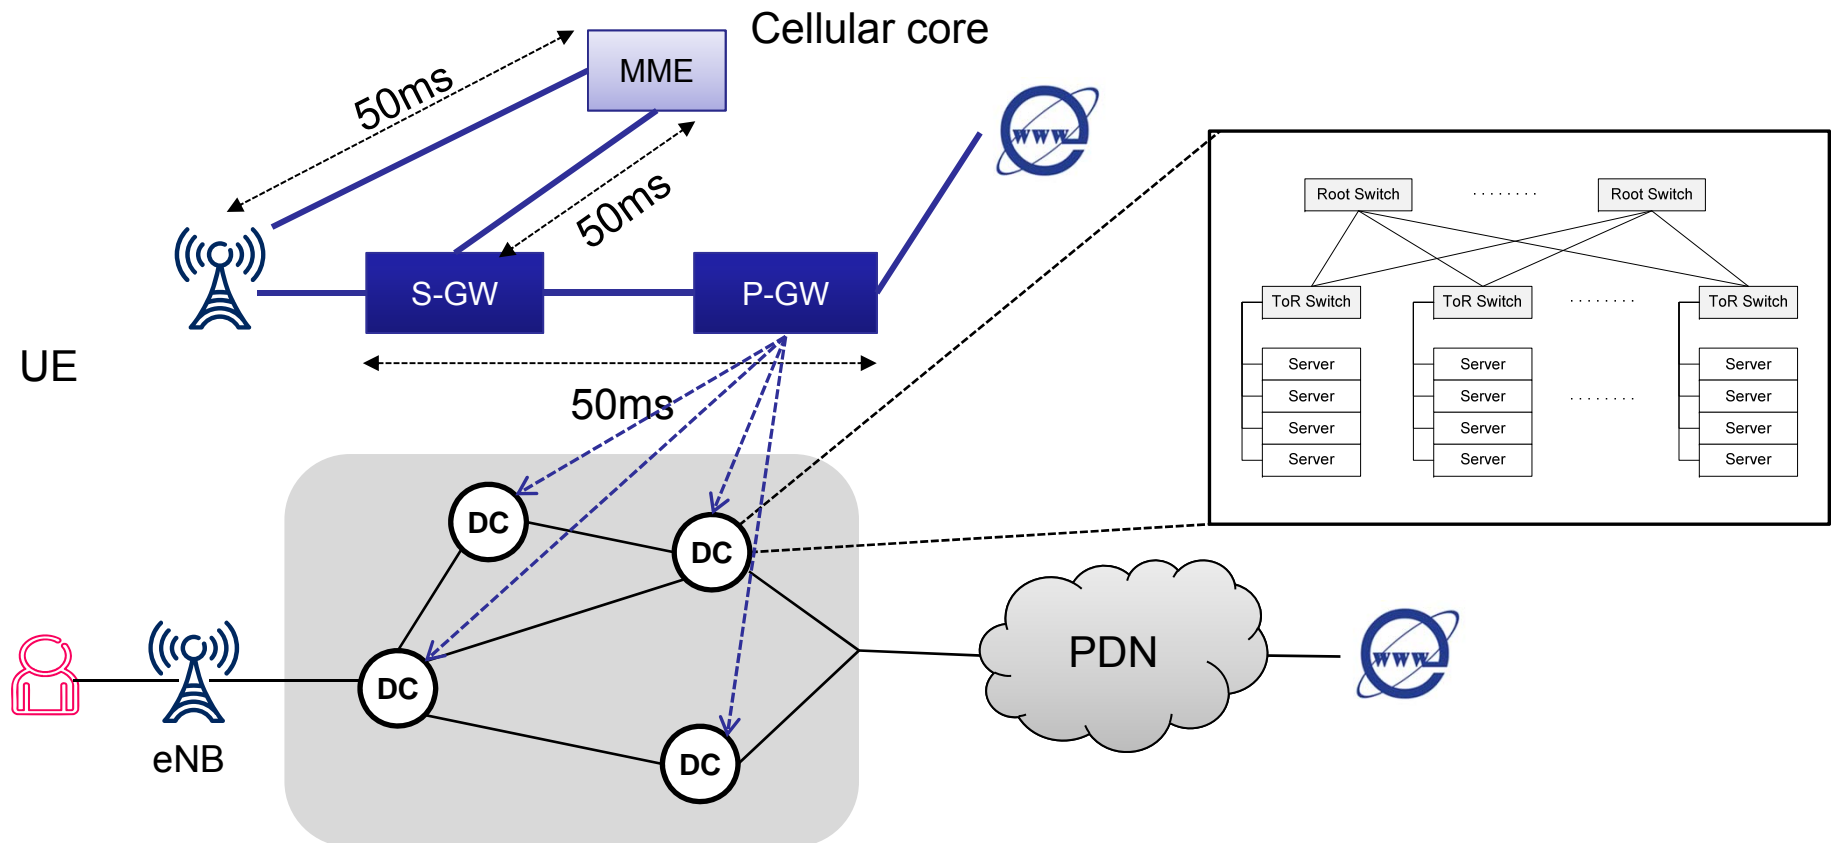 Cellular core
MME
50ms
www
50ms
S-GW
P-GW
UE
50ms
Root Switch
........
Root Switch
ToR Switch
ToR Switch
........
ToR Switch
Server
Server
Server
Server
Server
Server
Server
Server
........
Server
Server
Server
Server
DC
DC
DC
DC
eNB
PDN
www